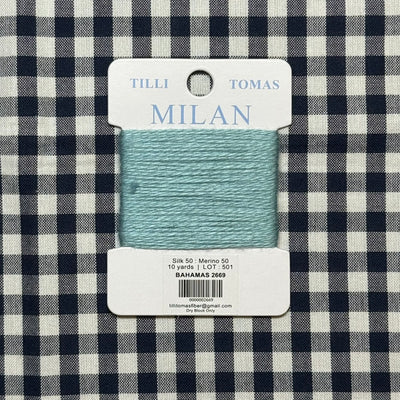 TILLI TOMAS
MILAN
Silk 50 : Merino 50
10 yards | LOT : 501
BAHAMAS 2669
0000002669
tillitomasfiber@gmail.com
Dry Block Only